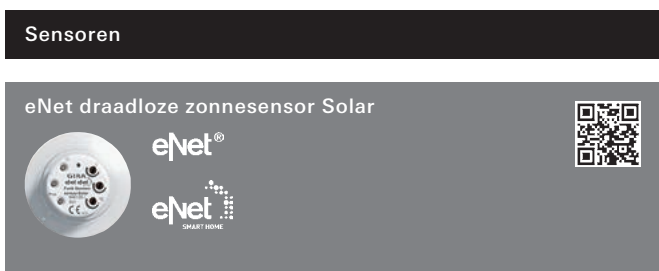 Sensoren
eNet draadloze zonnesensor Solar
eNet®
GIRA
eNet
SMART HOME